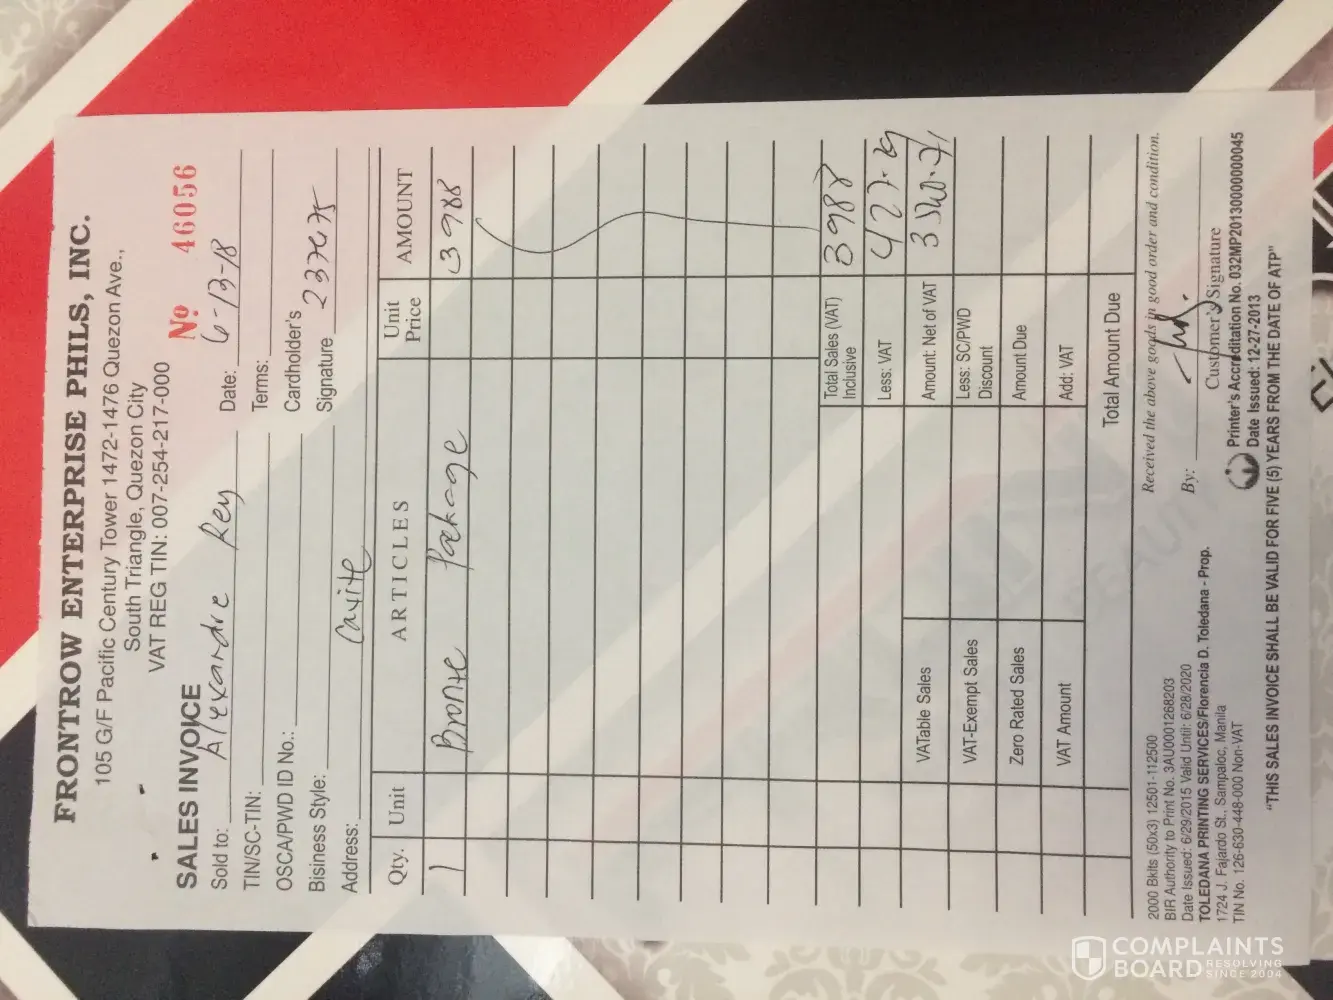 FRONTROW ENTERPRISE PHILS, INC.
105 G/F Pacific Century Tower 1472-1476 Quezon Ave.,
South Triangle, Quezon City
VAT REG TIN: 007-254-217-000
SALES INVOICE
Nº 46056
Sold to: Alexandre Rey
Date: 6-13-18
TIN/SC-TIN:
Terms:
OSCA/PWD ID No.:
Cardholder's
Bisiness Style:
Signature
Address: Cavite
Qty. Unit ARTICLES Unit Price AMOUNT
1 Bronze Package 3988
Total Sales (VAT) Inclusive 3988
Less: VAT 427.29
VATable Sales
Amount: Net of VAT
VAT-Exempt Sales
Less: SC/PWD Discount
Zero Rated Sales
Amount Due
VAT Amount
Add: VAT
Total Amount Due
2000 Bklts (50x3) 12501-112500
BIR Authority to Print No. 3AU0001268203
Date Issued: 6/29/2015 Valid Until: 6/28/2020
TOLEDANA PRINTING SERVICES/Florencia D. Toledana - Prop.
1724 J. Fajardo St., Sampaloc, Manila
TIN No. 126-630-448-000 Non-VAT
Received the above goods in good order and condition.
By:
Customer's Signature
Printer's Accreditation No. 032MP20130000000045
Date Issued: 12-27-2013
"THIS SALES INVOICE SHALL BE VALID FOR FIVE (5) YEARS FROM THE DATE OF ATP"
COMPLAINTS
BOARD RESOLVING
SINCE 2004